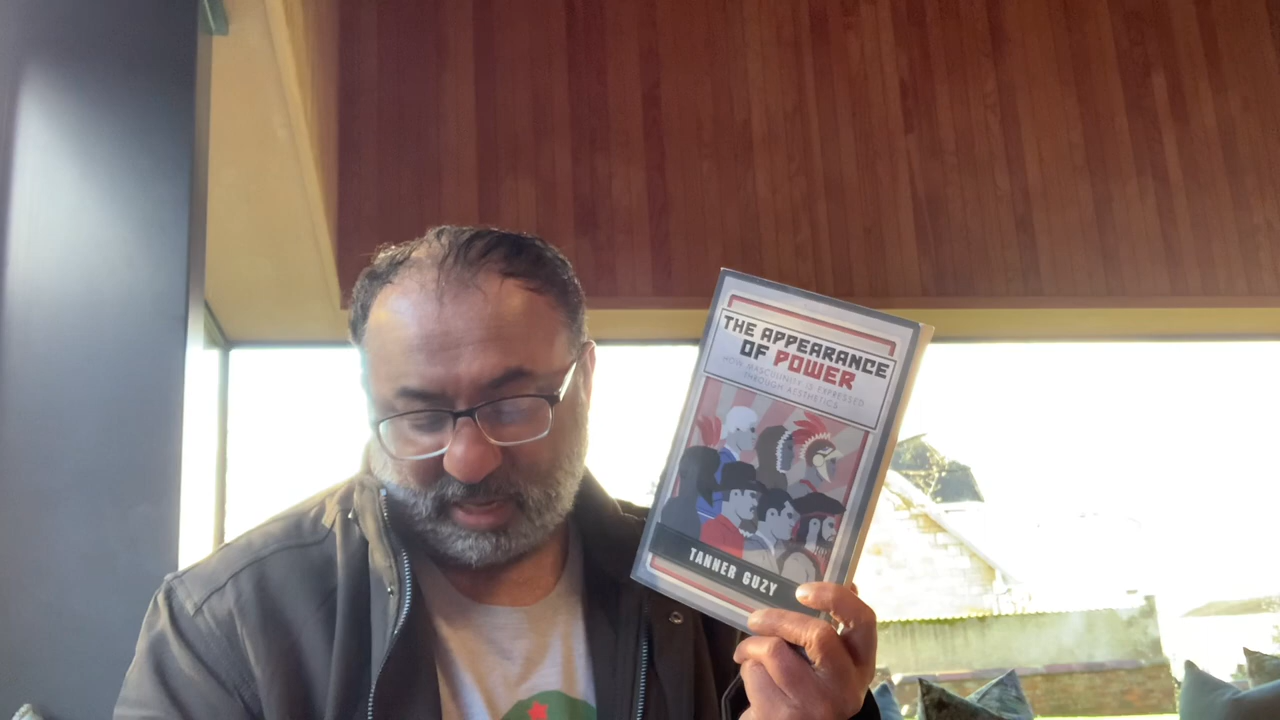 THE APPEARANCE
OF POWER
HOW MASCULINITY IS EXPRESSED
THROUGH AESTHETICS
TANNER GUZY